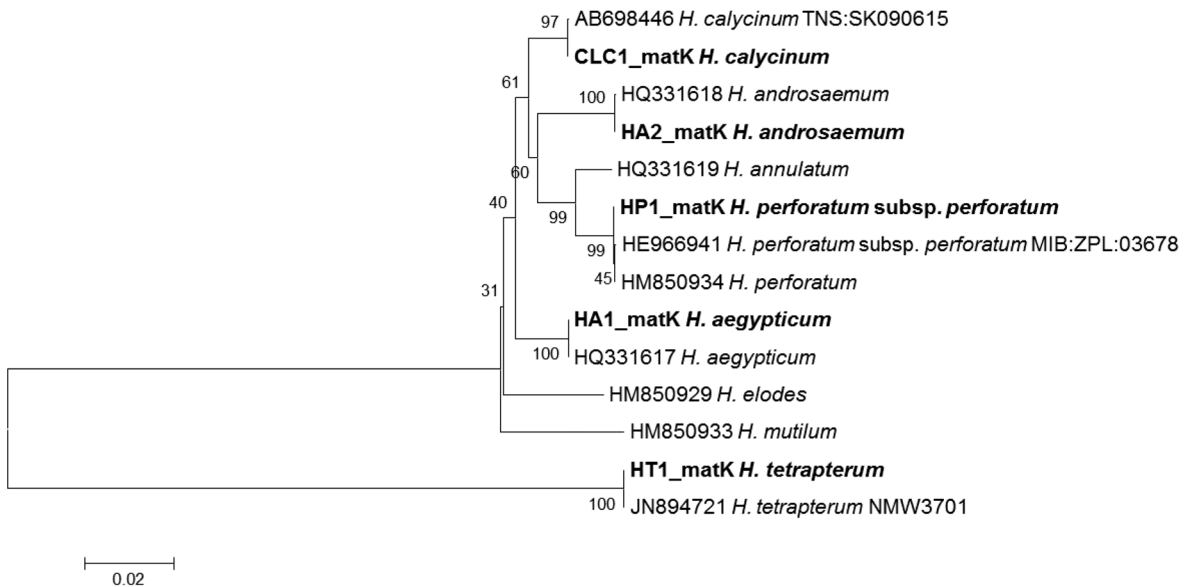 97
AB698446 H. calycinum TNS:SK090615
CLC1_matK H. calycinum
61
100
HQ331618 H. androsaemum
HA2_matK H. androsaemum
60
HQ331619 H. annulatum
40
99
HP1_matK H. perforatum subsp. perforatum
99
HE966941 H. perforatum subsp. perforatum MIB:ZPL:03678
45
HM850934 H. perforatum
31
HA1_matK H. aegypticum
100
HQ331617 H. aegypticum
HM850929 H. elodes
HM850933 H. mutilum
HT1_matK H. tetrapterum
100
JN894721 H. tetrapterum NMW3701
0.02